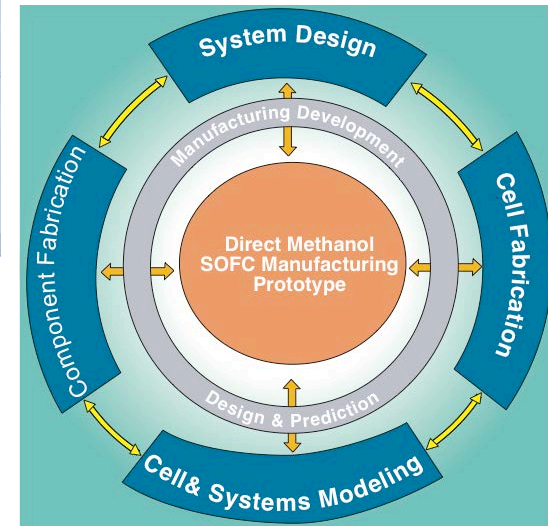 System Design
Manufacturing Development
Component Fabrication
Cell Fabrication
Direct Methanol
SOFC Manufacturing
Prototype
Design & Prediction
Cell& Systems Modeling